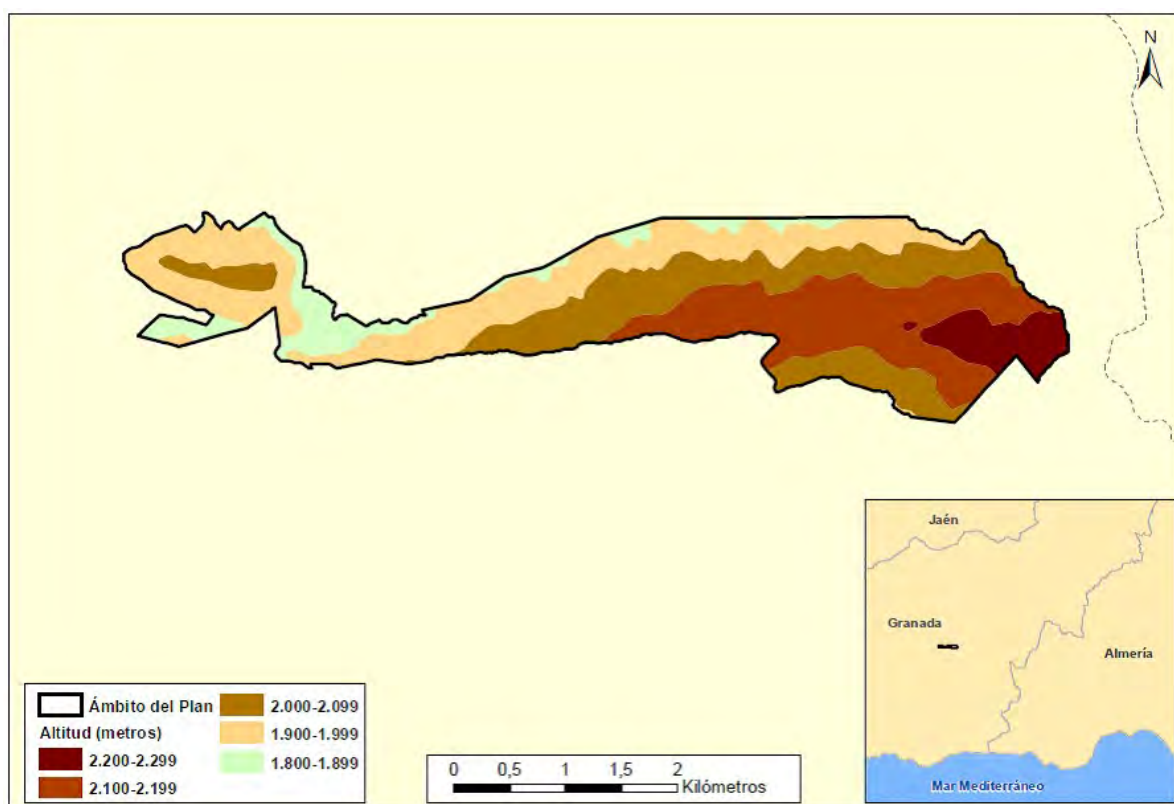 N
Jaén
Granada
Almería
Mar Mediterráneo
Ámbito del Plan
Altitud (metros)
2.200-2.299
2.100-2.199
2.000-2.099
1.900-1.999
1.800-1.899
0 0,5 1 1,5 2
Kilómetros